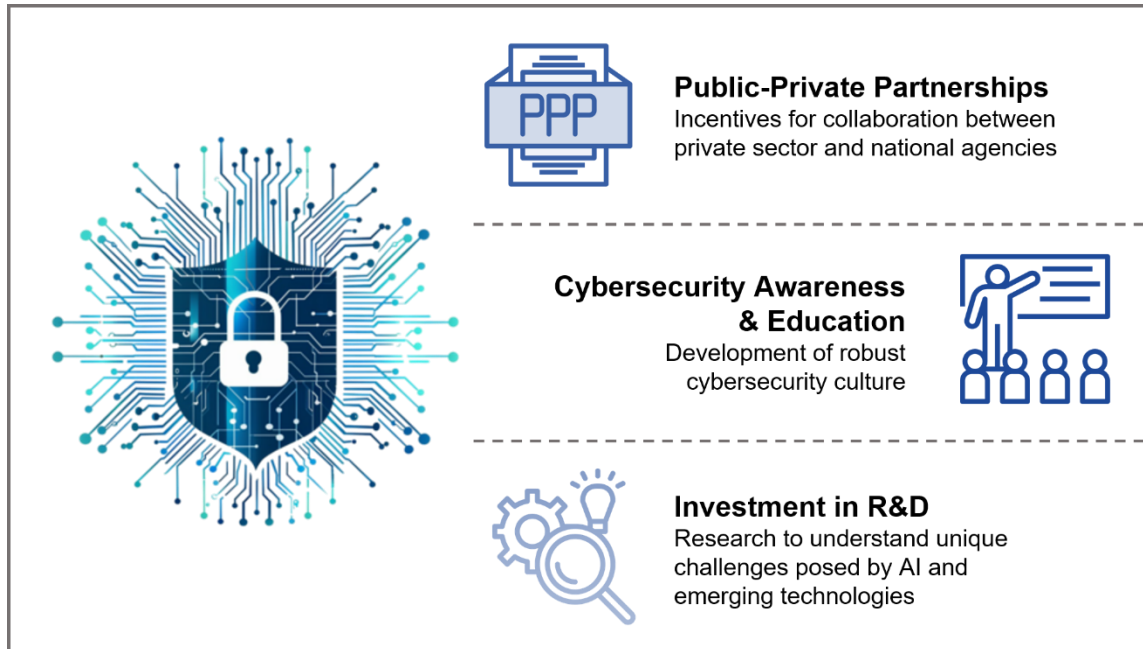 PPP
Public-Private Partnerships
Incentives for collaboration between
private sector and national agencies
Cybersecurity Awareness
& Education
Development of robust
cybersecurity culture
Investment in R&D
Research to understand unique
challenges posed by AI and
emerging technologies